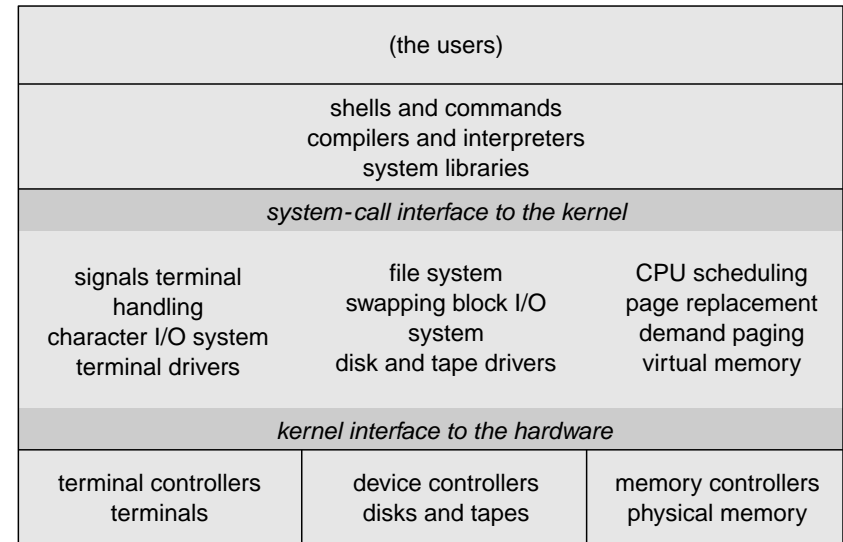 (the users)
shells and commands
compilers and interpreters
system libraries
system-call interface to the kernel
signals terminal
handling
character I/O system
terminal drivers
file system
swapping block I/O
system
disk and tape drivers
CPU scheduling
page replacement
demand paging
virtual memory
kernel interface to the hardware
terminal controllers
terminals
device controllers
disks and tapes
memory controllers
physical memory